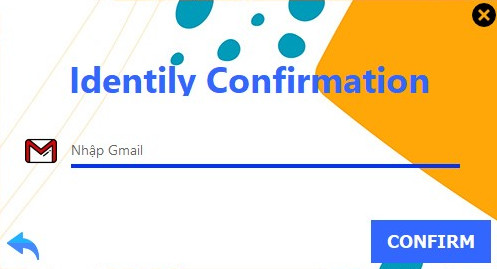 Identily Confirmation
Nhập Gmail
CONFIRM